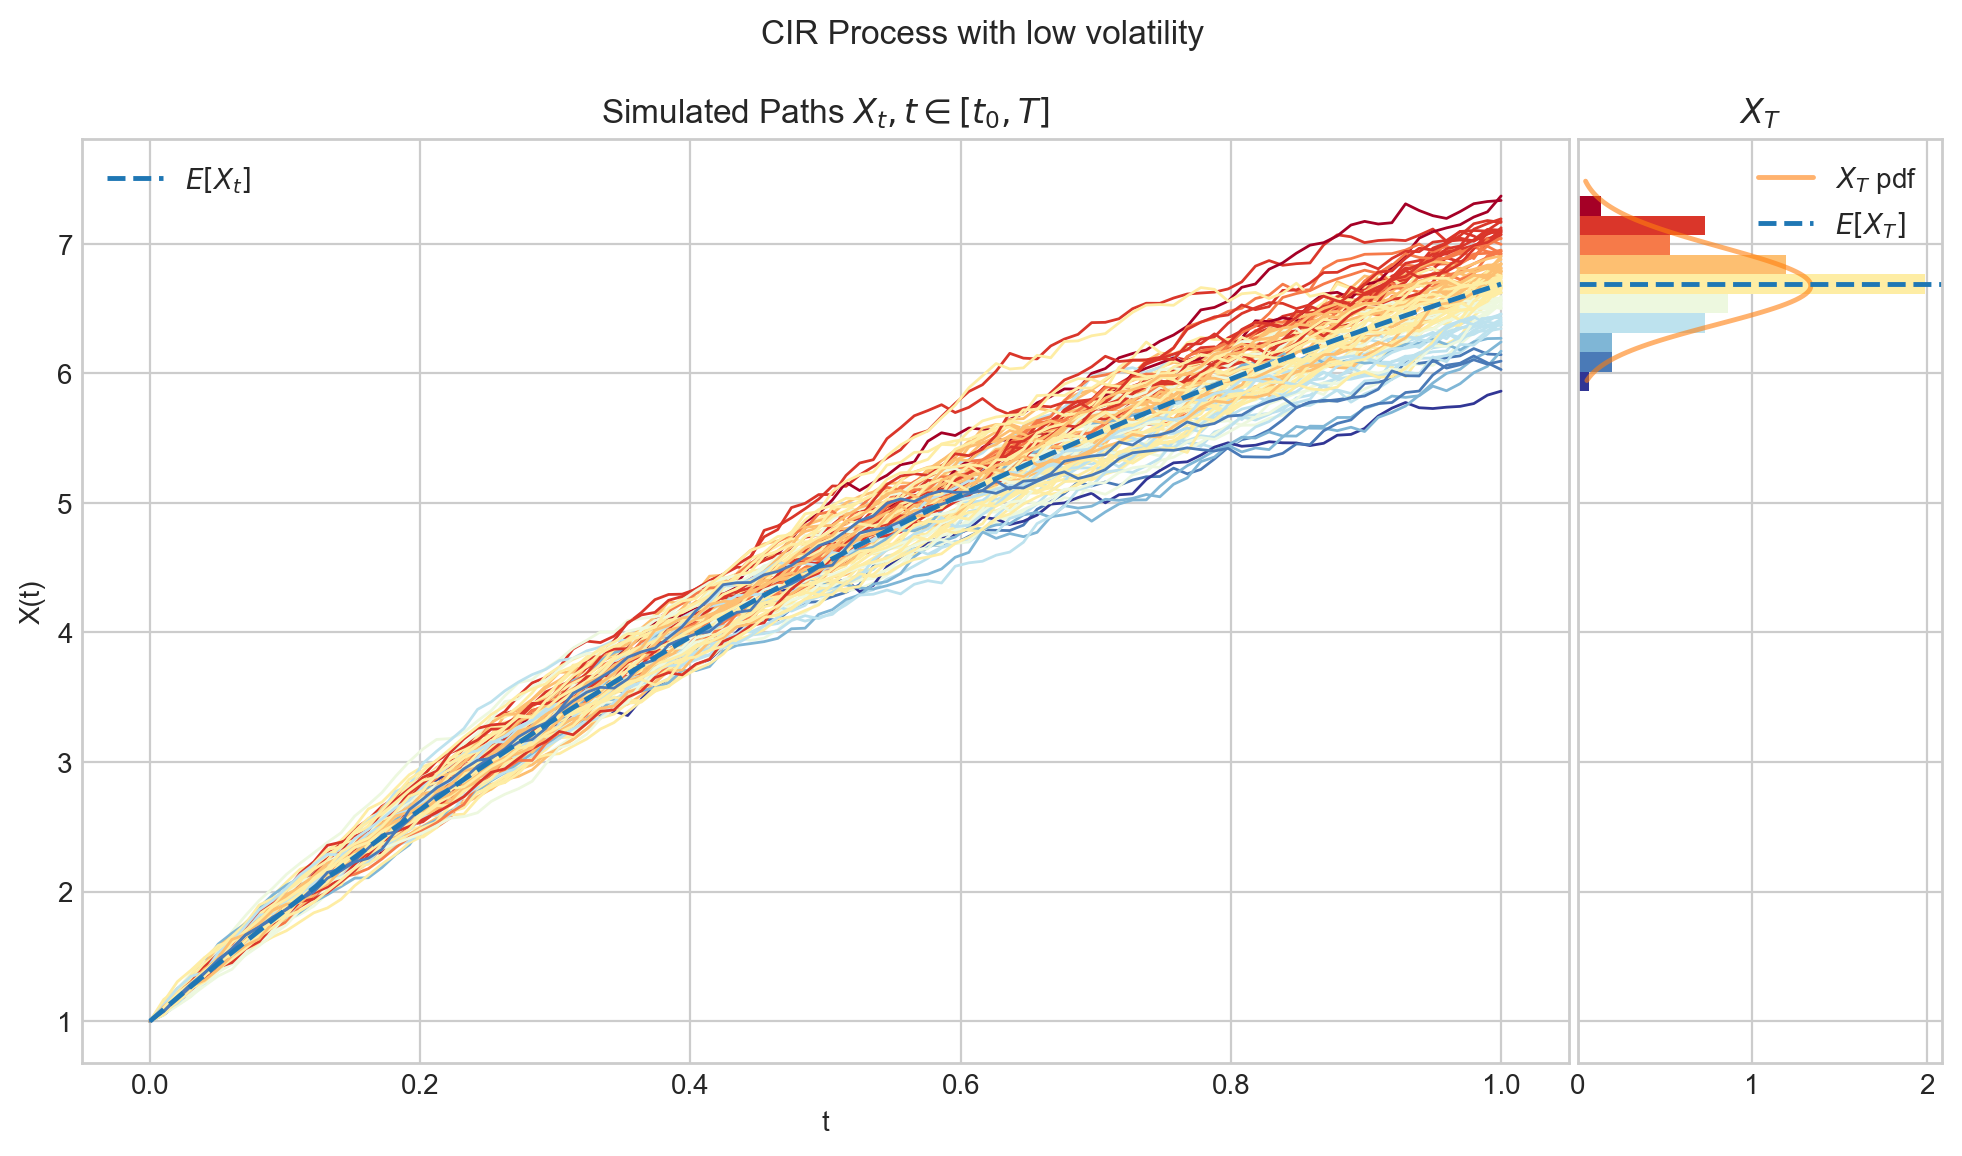 CIR Process with low volatility
Simulated Paths $X_t, t \in [t_0, T]$
$X_T$
$E[X_t]$
$X_T$ pdf
$E[X_T]$
7
6
5
4
3
2
1
X(t)
0.0 0.2 0.4 0.6 0.8 1.0 0 1 2
t